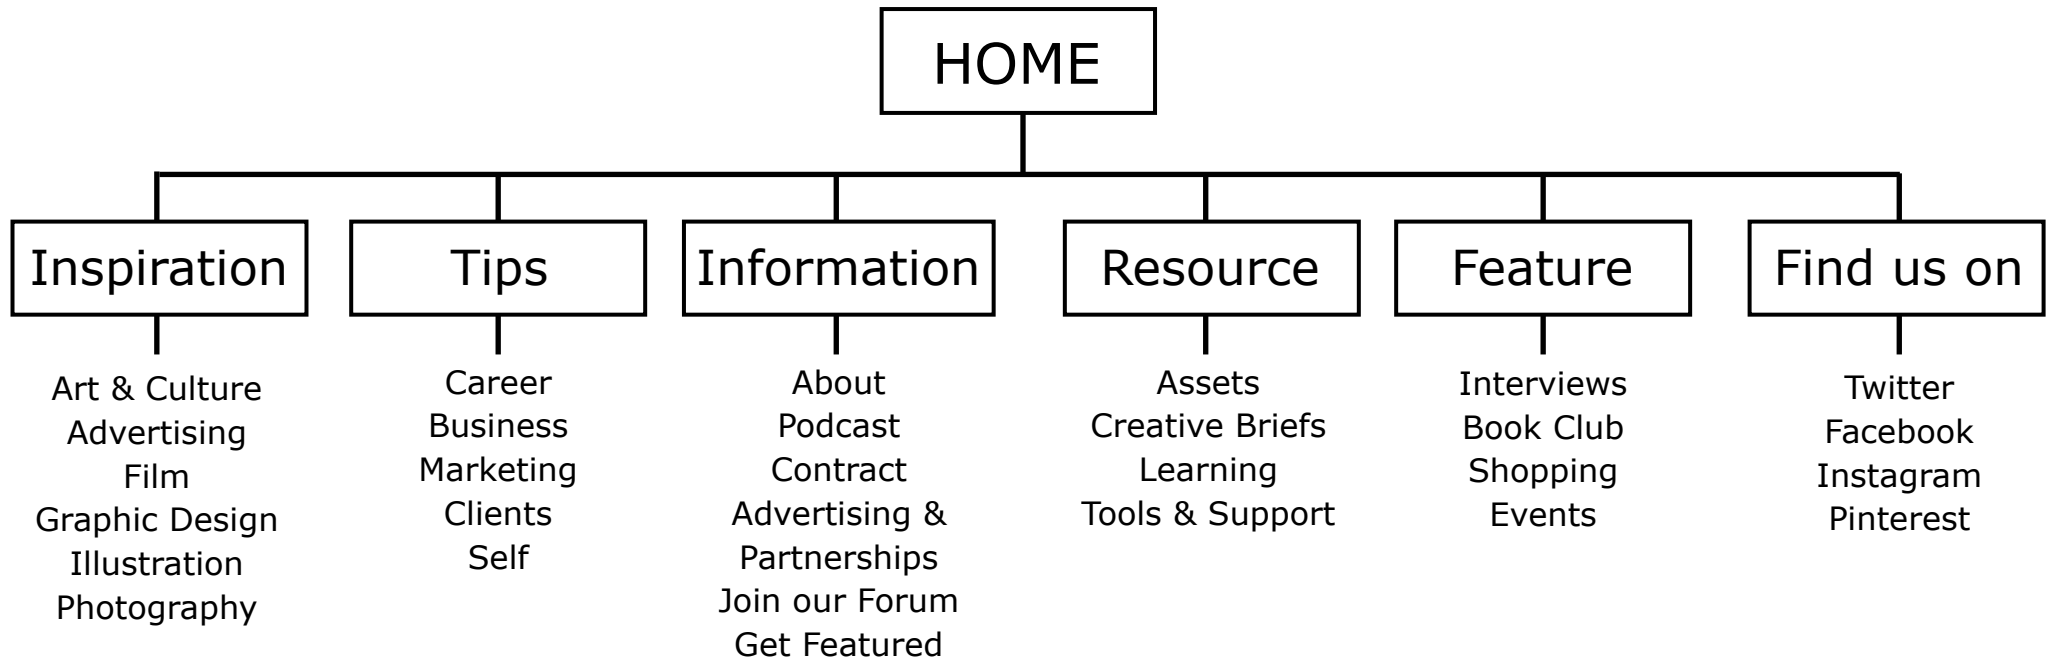 HOME
Inspiration
Tips
Information
Resource
Feature
Find us on
Art & Culture
Advertising
Film
Graphic Design
Illustration
Photography
Career
Business
Marketing
Clients
Self
About
Podcast
Contract
Advertising &
Partnerships
Join our Forum
Get Featured
Assets
Creative Briefs
Learning
Tools & Support
Interviews
Book Club
Shopping
Events
Twitter
Facebook
Instagram
Pinterest